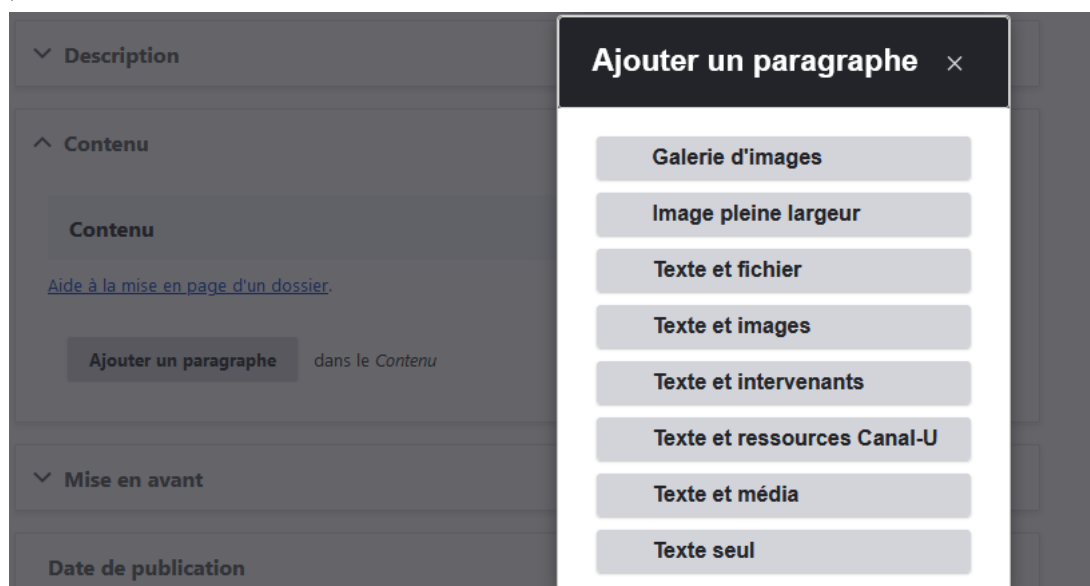 Description
Contenu
Contenu
Aide à la mise en page d'un dossier.
Ajouter un paragraphe dans le Contenu
Mise en avant
Date de publication
Ajouter un paragraphe ×
Galerie d'images
Image pleine largeur
Texte et fichier
Texte et images
Texte et intervenants
Texte et ressources Canal-U
Texte et média
Texte seul